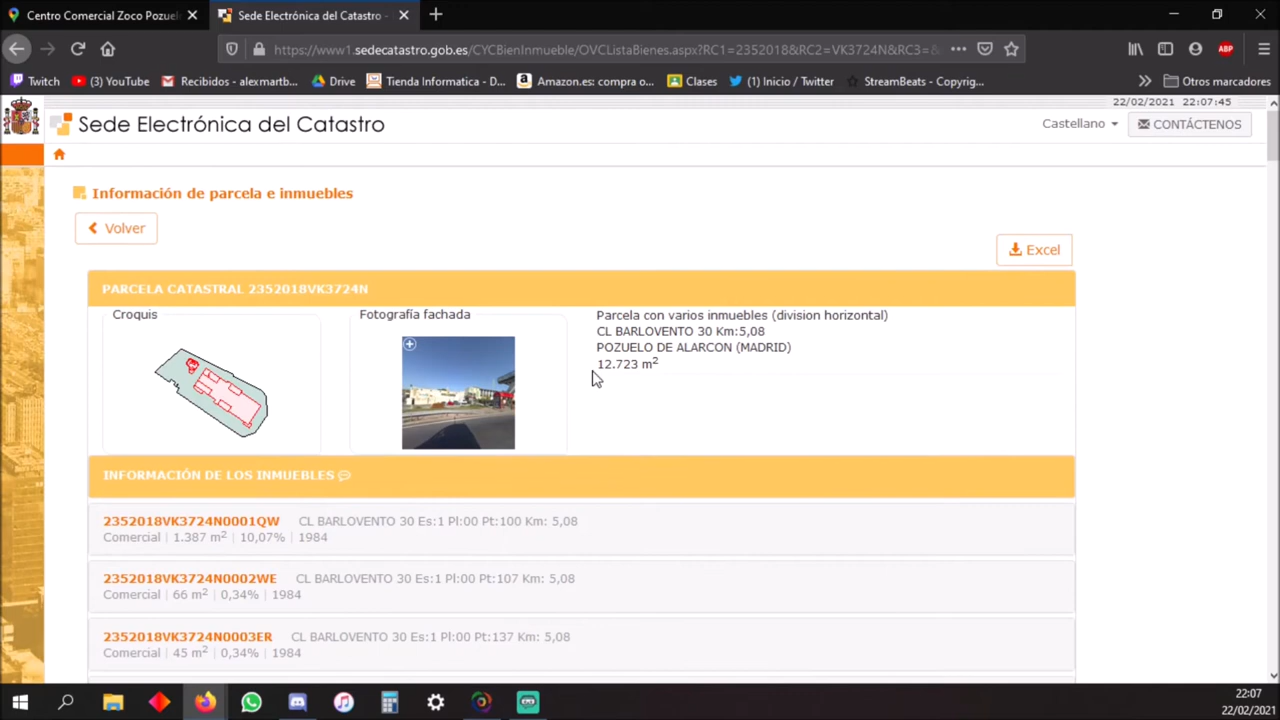 Centro Comercial Zoco Pozuel
Sede Electrónica del Catastro -
https://www1.sedecatastro.gob.es/CYCBienInmueble/OVCListaBienes.aspx?RC1=2352018&RC2=VK3724N&RC3=&
ABP
Twitch
(3) YouTube
Recibidos - alexmartb...
Drive
Tienda Informatica - D...
Amazon.es: compra o...
Clases
(1) Inicio / Twitter
StreamBeats - Copyrig...
Otros marcadores
22/02/2021 22:07:45
Sede Electrónica del Catastro
Castellano
CONTÁCTENOS
Información de parcela e inmuebles
Volver
Excel
PARCELA CATASTRAL 2352018VK3724N
Croquis
Fotografía fachada
Parcela con varios inmuebles (division horizontal)
CL BARLOVENTO 30 Km:5,08
POZUELO DE ALARCON (MADRID)
12.723 m²
INFORMACIÓN DE LOS INMUEBLES
2352018VK3724N0001QW CL BARLOVENTO 30 Es:1 Pl:00 Pt:100 Km: 5,08
Comercial | 1.387 m² | 10,07% | 1984
2352018VK3724N0002WE CL BARLOVENTO 30 Es:1 Pl:00 Pt:107 Km: 5,08
Comercial | 66 m² | 0,34% | 1984
2352018VK3724N0003ER CL BARLOVENTO 30 Es:1 Pl:00 Pt:137 Km: 5,08
Comercial | 45 m² | 0,34% | 1984
22:07
22/02/2021